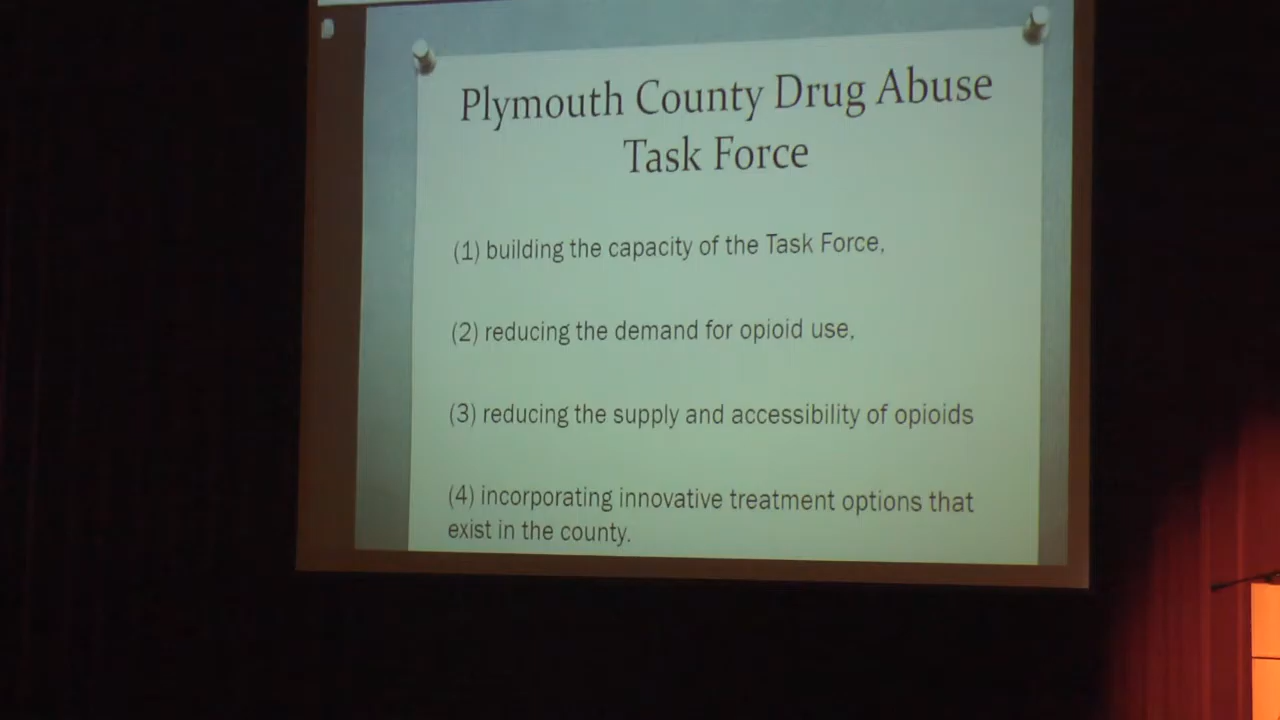 Plymouth County Drug Abuse
Task Force
(1) building the capacity of the Task Force,
(2) reducing the demand for opioid use,
(3) reducing the supply and accessibility of opioids
(4) incorporating innovative treatment options that
exist in the county.